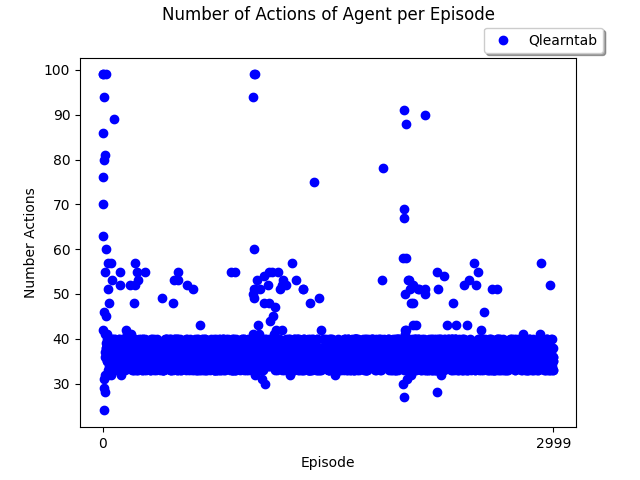 Number of Actions of Agent per Episode
Qlearntab
100
90
80
70
60
50
40
30
Number Actions
0
2999
Episode